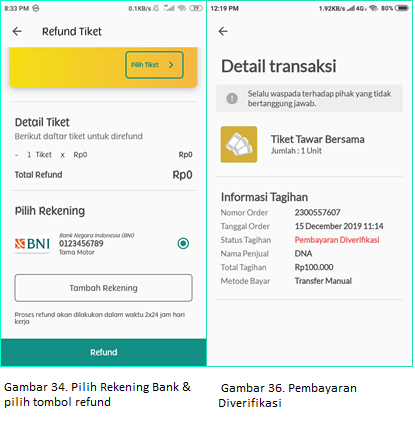 8:33 PM
0.1KB/s
29
Refund Tiket
Pilih Tiket
Detail Tiket
Berikut daftar tiket untuk direfund
- 1 Tiket x Rp0 Rp0
Total Refund Rp0
Pilih Rekening
BNI
Bank Negara Indonesia (BNI)
0123456789
Tama Motor
Tambah Rekening
Proses refund akan dilakukan dalam waktu 2x24 jam hari
kerja
Refund
Gambar 34. Pilih Rekening Bank &
pilih tombol refund
12:19 PM
1.92KB/s 4G 80%
Detail transaksi
Selalu waspada terhadap pihak yang tidak
bertanggung jawab.
Tiket Tawar Bersama
Jumlah : 1 Unit
Informasi Tagihan
Nomor Order 2300557607
Tanggal Order 15 December 2019 11:14
Status Tagihan Pembayaran Diverifikasi
Nama Penjual DNA
Total Tagihan Rp100.000
Metode Bayar Transfer Manual
Gambar 36. Pembayaran
Diverifikasi